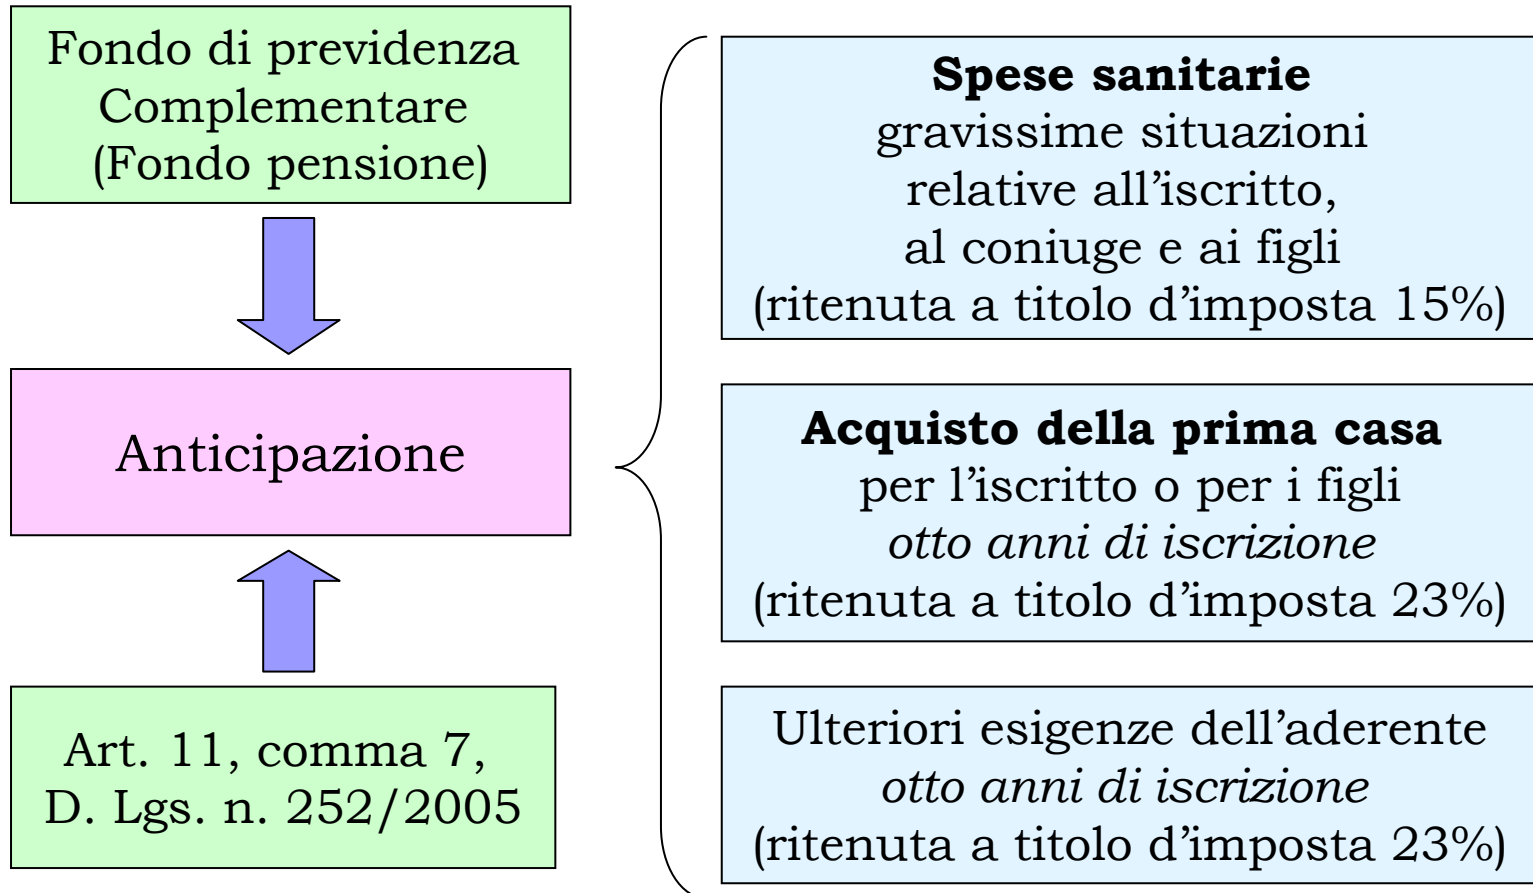 Fondo di previdenza
Complementare
(Fondo pensione)
Anticipazione
Art. 11, comma 7,
D. Lgs. n. 252/2005
Spese sanitarie
gravissime situazioni
relative all’iscritto,
al coniuge e ai figli
(ritenuta a titolo d’imposta 15%)
Acquisto della prima casa
per l’iscritto o per i figli
otto anni di iscrizione
(ritenuta a titolo d’imposta 23%)
Ulteriori esigenze dell’aderente
otto anni di iscrizione
(ritenuta a titolo d’imposta 23%)